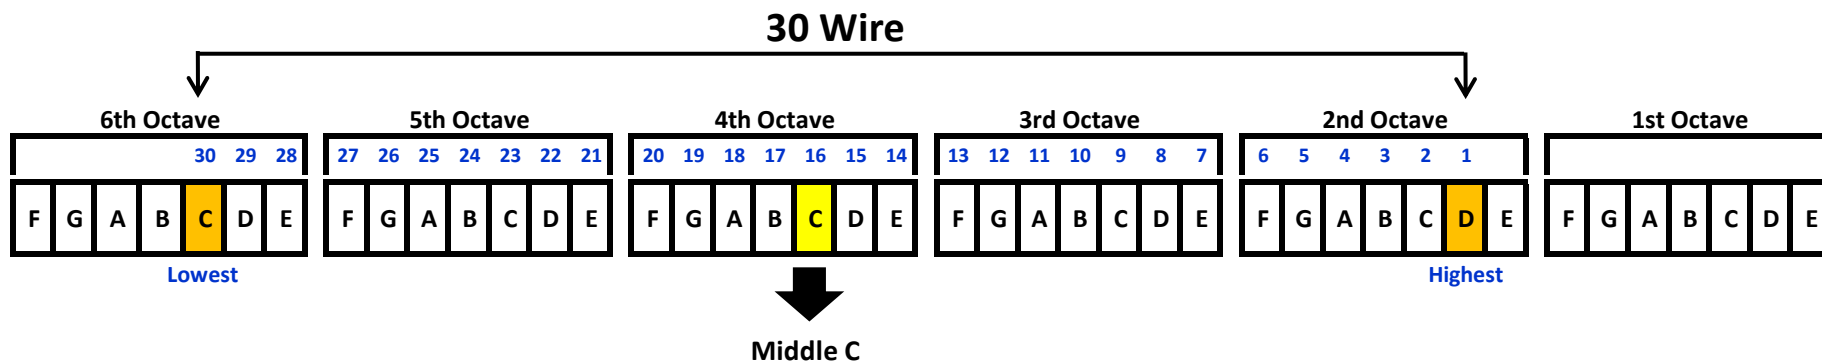 30 Wire
6th Octave 5th Octave 4th Octave 3rd Octave 2nd Octave 1st Octave
30 29 28 27 26 25 24 23 22 21 20 19 18 17 16 15 14 13 12 11 10 9 8 7 6 5 4 3 2 1
F G A B C D E F G A B C D E F G A B C D E F G A B C D E F G A B C D E F G A B C D E
Lowest Highest
Middle C